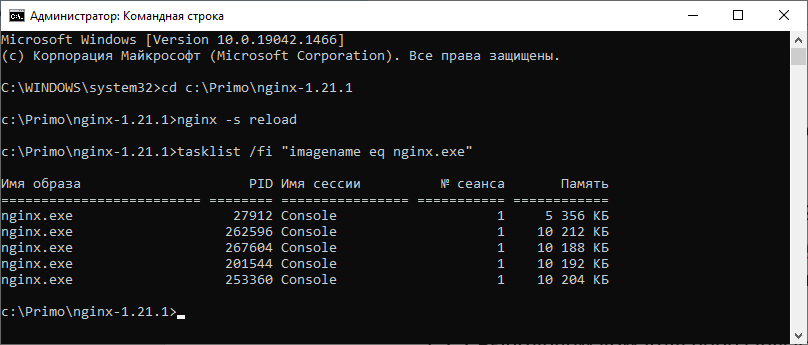 Администратор: Командная строка
Microsoft Windows [Version 10.0.19042.1466]
(c) Корпорация Майкрософт (Microsoft Corporation). Все права защищены.
C:\WINDOWS\system32>cd c:\Primo\nginx-1.21.1
c:\Primo\nginx-1.21.1>nginx -s reload
c:\Primo\nginx-1.21.1>tasklist /fi "imagename eq nginx.exe"
Имя образа                     PID Имя сессии          № сеанса       Память
========================= ======== ================ =========== ============
nginx.exe                    27912 Console                    1     5 356 КБ
nginx.exe                   262596 Console                    1    10 212 КБ
nginx.exe                   267604 Console                    1    10 188 КБ
nginx.exe                   201544 Console                    1    10 192 КБ
nginx.exe                   253360 Console                    1    10 204 КБ
c:\Primo\nginx-1.21.1>